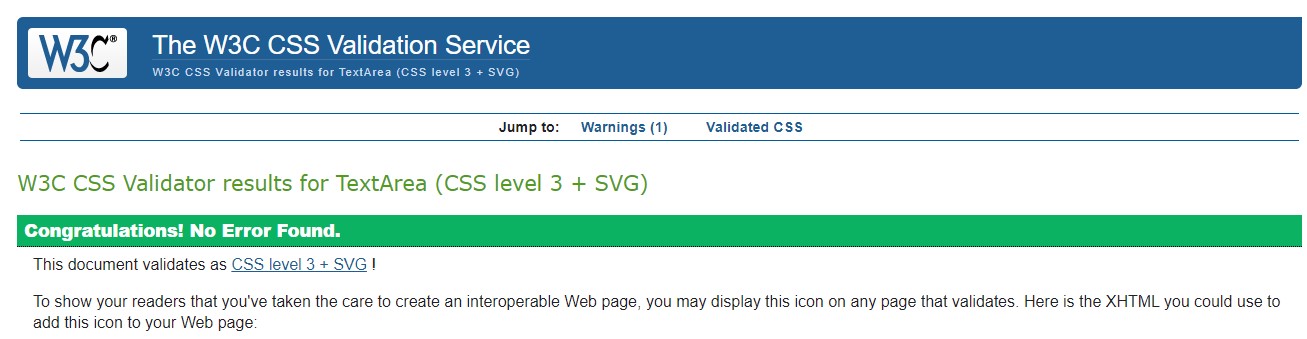 W3C®
The W3C CSS Validation Service
W3C CSS Validator results for TextArea (CSS level 3 + SVG)
Jump to: Warnings (1) Validated CSS
W3C CSS Validator results for TextArea (CSS level 3 + SVG)
Congratulations! No Error Found.
This document validates as CSS level 3 + SVG !
To show your readers that you've taken the care to create an interoperable Web page, you may display this icon on any page that validates. Here is the XHTML you could use to
add this icon to your Web page: